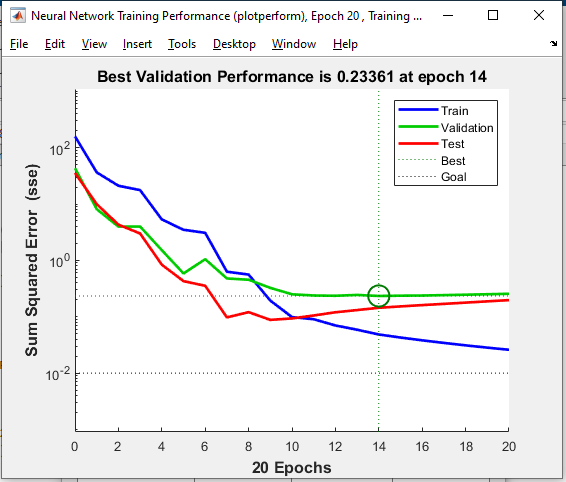 Neural Network Training Performance (plotperform), Epoch 20 , Training ...
File Edit View Insert Tools Desktop Window Help
Best Validation Performance is 0.23361 at epoch 14
Train
Validation
Test
Best
Goal
10^2
10^0
10^-2
Sum Squared Error (sse)
0 2 4 6 8 10 12 14 16 18 20
20 Epochs